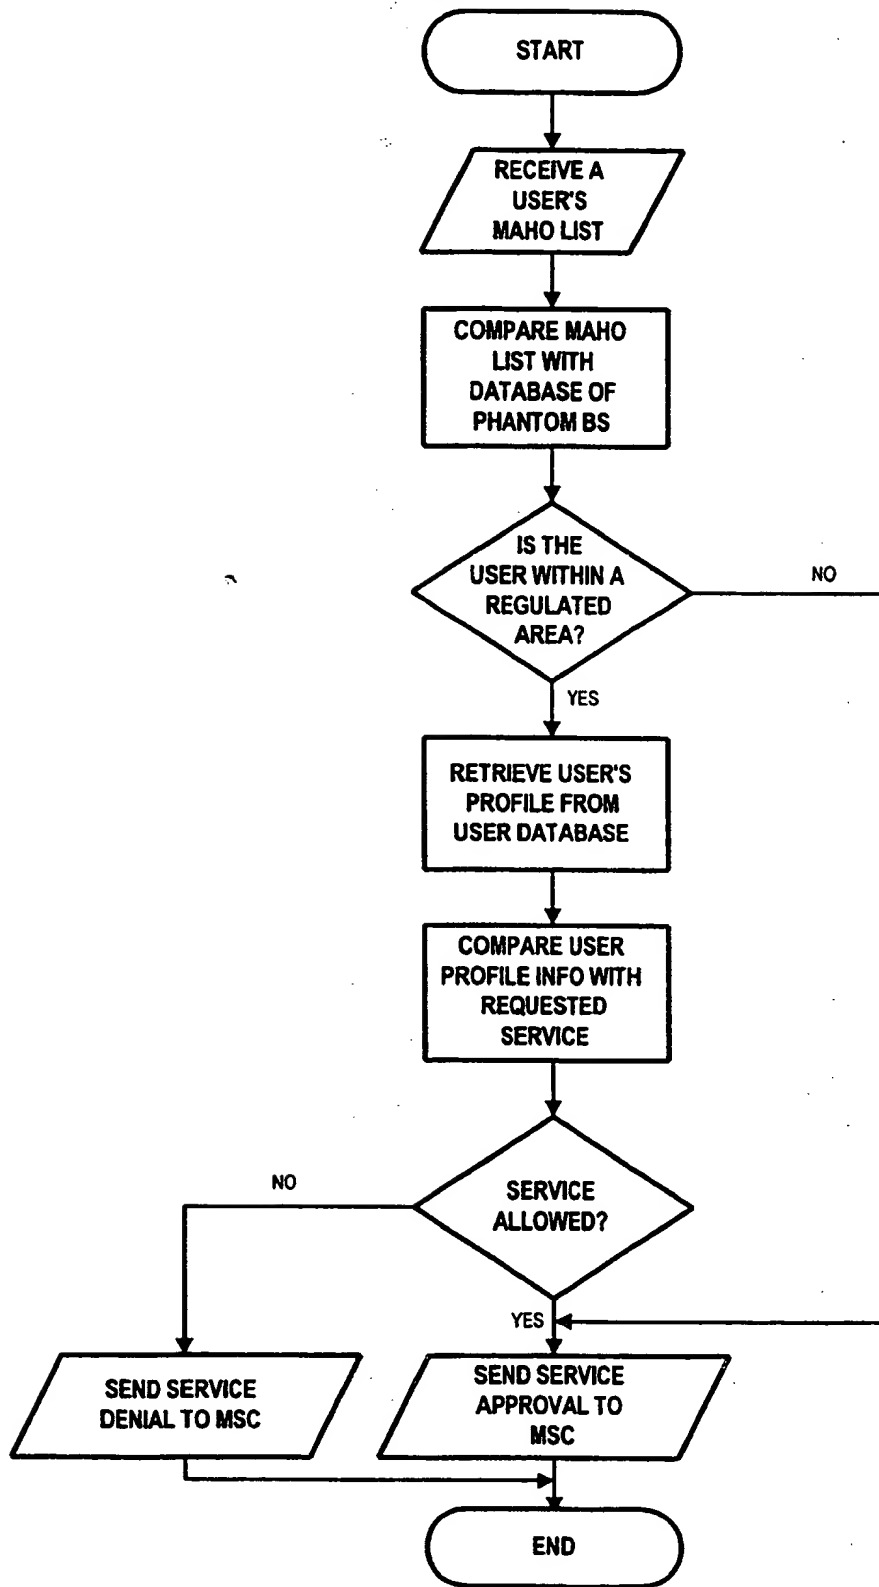 START
RECEIVE A
USER'S
MAHO LIST
COMPARE MAHO
LIST WITH
DATABASE OF
PHANTOM BS
IS THE
USER WITHIN A
REGULATED
AREA?
NO
YES
RETRIEVE USER'S
PROFILE FROM
USER DATABASE
COMPARE USER
PROFILE INFO WITH
REQUESTED
SERVICE
SERVICE
ALLOWED?
NO
YES
SEND SERVICE
DENIAL TO MSC
SEND SERVICE
APPROVAL TO
MSC
END